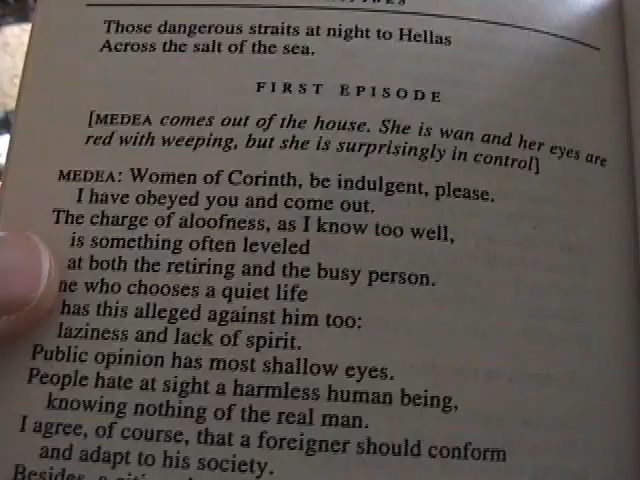 Those dangerous straits at night to Hellas
Across the salt of the sea.
FIRST EPISODE
[MEDEA comes out of the house. She is wan and her eyes are
red with weeping, but she is surprisingly in control]
MEDEA: Women of Corinth, be indulgent, please.
I have obeyed you and come out.
The charge of aloofness, as I know too well,
is something often leveled
at both the retiring and the busy person.
ne who chooses a quiet life
has this alleged against him too:
laziness and lack of spirit.
Public opinion has most shallow eyes.
People hate at sight a harmless human being,
knowing nothing of the real man.
I agree, of course, that a foreigner should conform
and adapt to his society.
Besides, a